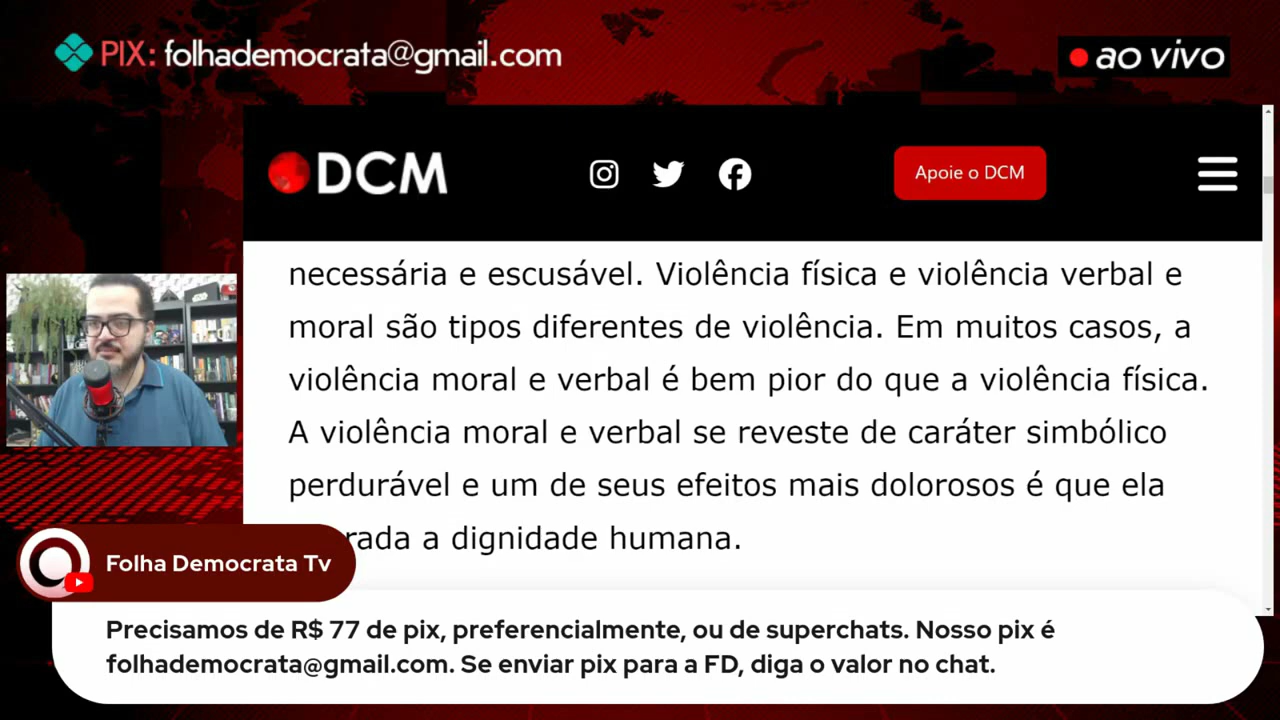 PIX: folhademocrata@gmail.com
ao vivo
DCM
Apoie o DCM
necessária e escusável. Violência física e violência verbal e
moral são tipos diferentes de violência. Em muitos casos, a
violência moral e verbal é bem pior do que a violência física.
A violência moral e verbal se reveste de caráter simbólico
perdurável e um de seus efeitos mais dolorosos é que ela
rada a dignidade humana.
Folha Democrata Tv
Precisamos de R$ 77 de pix, preferencialmente, ou de superchats. Nosso pix é
folhademocrata@gmail.com. Se enviar pix para a FD, diga o valor no chat.